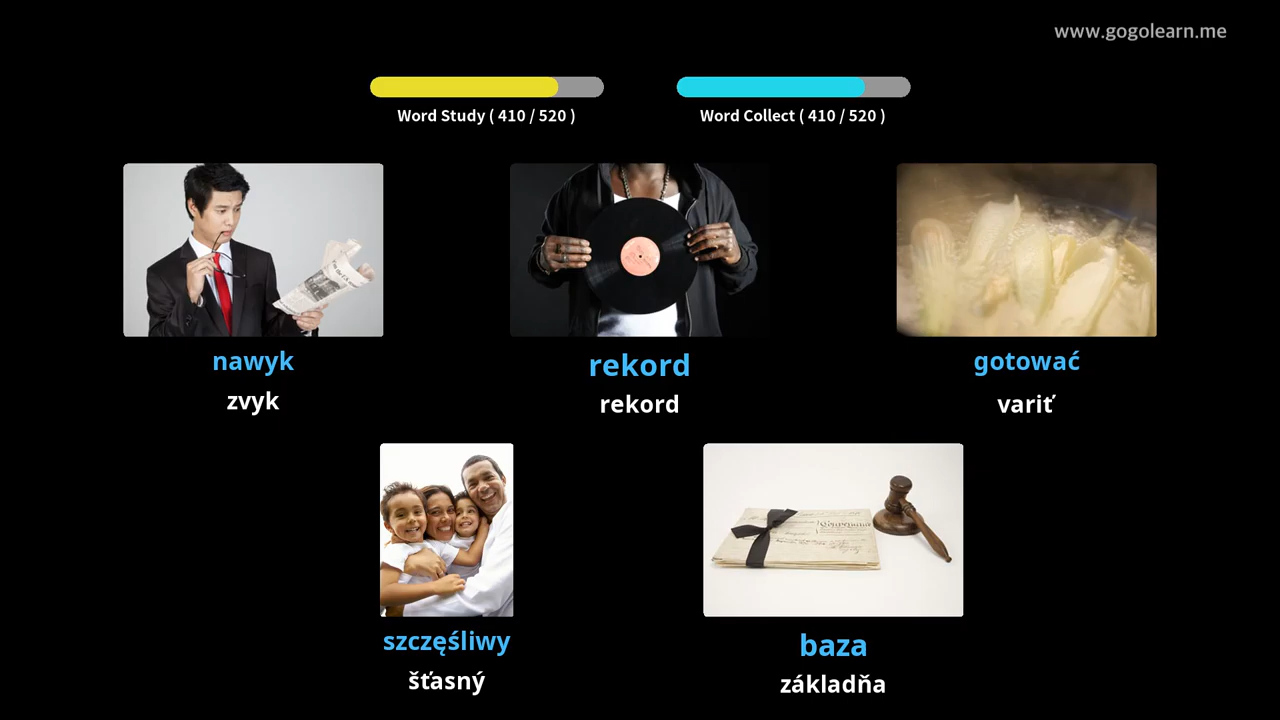 www.gogolearn.me
Word Study ( 410 / 520 )
Word Collect ( 410 / 520 )
nawyk
zvyk
rekord
rekord
gotować
variť
szczęśliwy
šťasný
baza
základňa